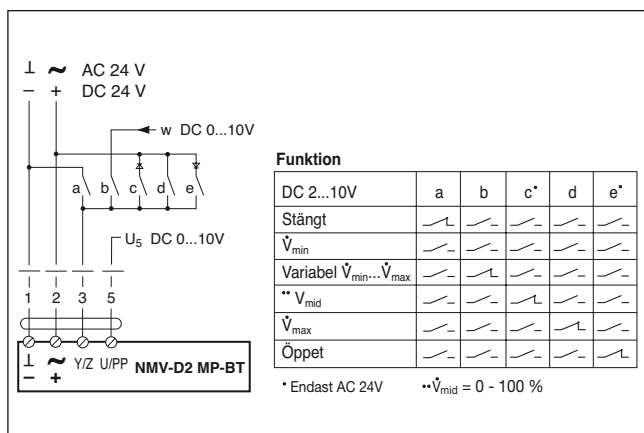 ⊥ ~ AC 24 V
− + DC 24 V
w DC 0...10V
a b c d e
U5 DC 0...10V
1 2 3 5
⊥ ~ Y/Z U/PP NMV-D2 MP-BT
− +
Funktion
DC 2...10V a b c• d e•
Stängt
V̇min
Variabel V̇min...V̇max
•• Vmid
V̇max
Öppet
• Endast AC 24V ••V̇mid = 0 - 100 %